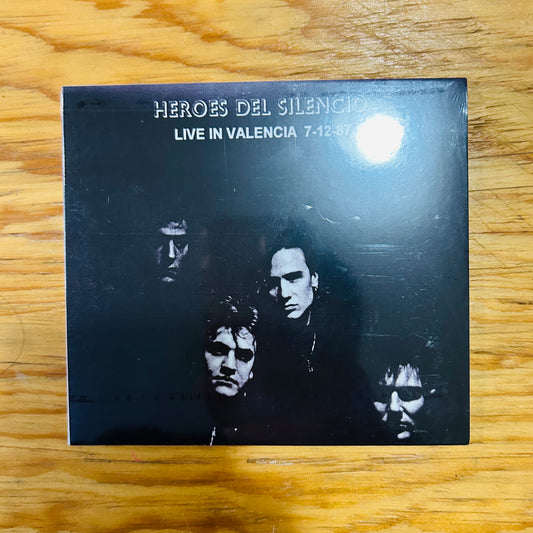 HEROES DEL SILENCIO
LIVE IN VALENCIA 7-12-87